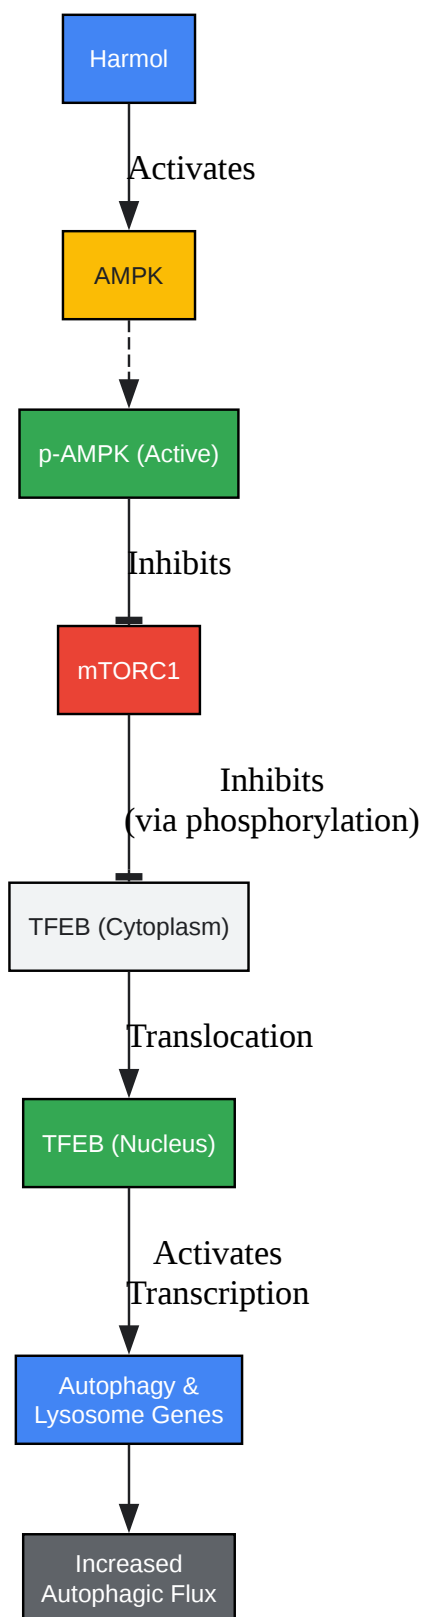 Harmol
Activates
AMPK
p-AMPK (Active)
Inhibits
mTORC1
Inhibits
(via phosphorylation)
TFEB (Cytoplasm)
Translocation
TFEB (Nucleus)
Activates
Transcription
Autophagy &
Lysosome Genes
Increased
Autophagic Flux